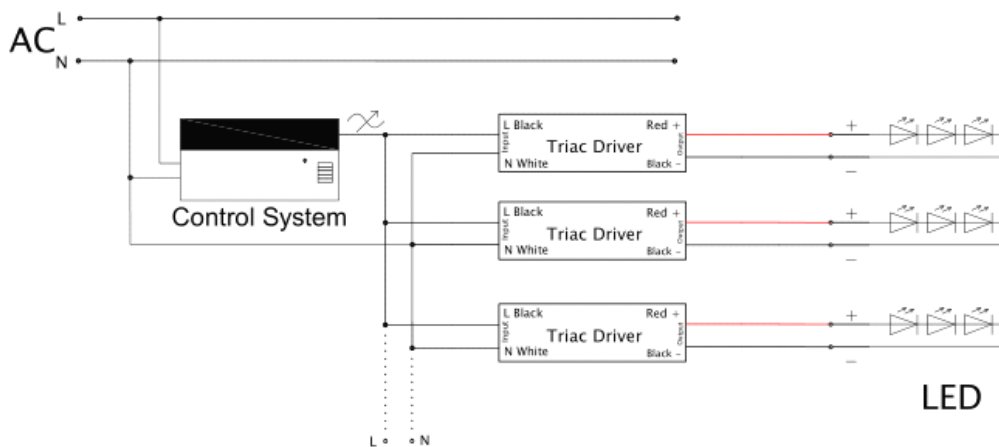 L
AC
N
Control System
L Black
Red +
Input
Triac Driver
Output
N White
Black -
+
−
L Black
Red +
Input
Triac Driver
Output
N White
Black -
+
−
L Black
Red +
Input
Triac Driver
Output
N White
Black -
+
−
LED
L
N